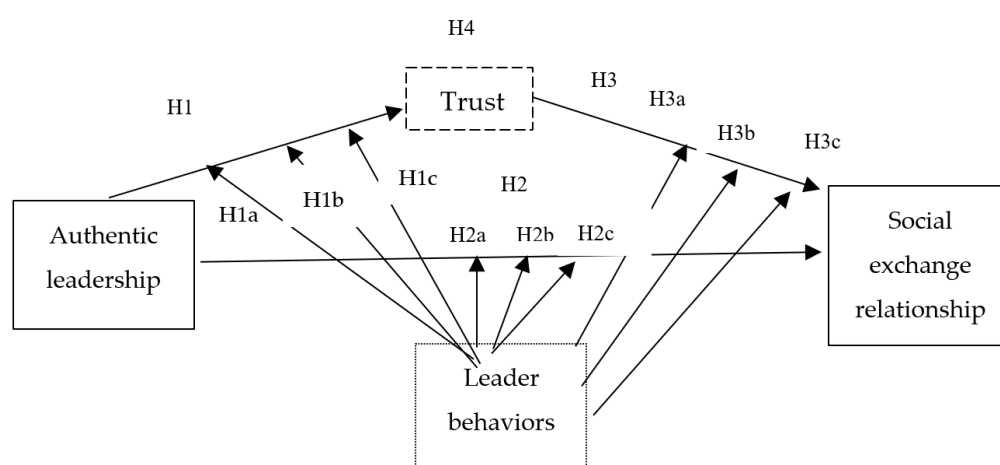 H4
H3
Trust
H3a
H1
H3b
H3c
H1c
H2
H1b
H1a
Authentic
leadership
H2a
H2b
H2c
Social
exchange
relationship
Leader
behaviors